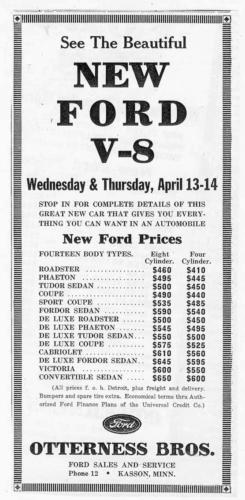 See The Beautiful
NEW
FORD
V-8
Wednesday & Thursday, April 13-14
STOP IN FOR COMPLETE DETAILS OF THIS
GREAT NEW CAR THAT GIVES YOU EVERY-
THING YOU CAN WANT IN AN AUTOMOBILE
New Ford Prices
FOURTEEN BODY TYPES. Eight Four
Cylinder. Cylinder.
ROADSTER $460 $410
PHAETON $495 $445
TUDOR SEDAN $500 $450
COUPE $490 $440
SPORT COUPE $535 $485
FORDOR SEDAN $590 $540
DE LUXE ROADSTER $500 $450
DE LUXE PHAETON $545 $495
DE LUXE TUDOR SEDAN $550 $500
DE LUXE COUPE $575 $525
CABRIOLET $610 $560
DE LUXE FORDOR SEDAN $645 $595
VICTORIA $600 $550
CONVERTIBLE SEDAN $650 $600
(All prices f. o. b. Detroit, plus freight and delivery.
Bumpers and spare tire extra. Economical terms thru Auth-
orized Ford Finance Plans of the Universal Credit Co.)
Ford
OTTERNESS BROS.
FORD SALES AND SERVICE
Phone 12 • KASSON, MINN.